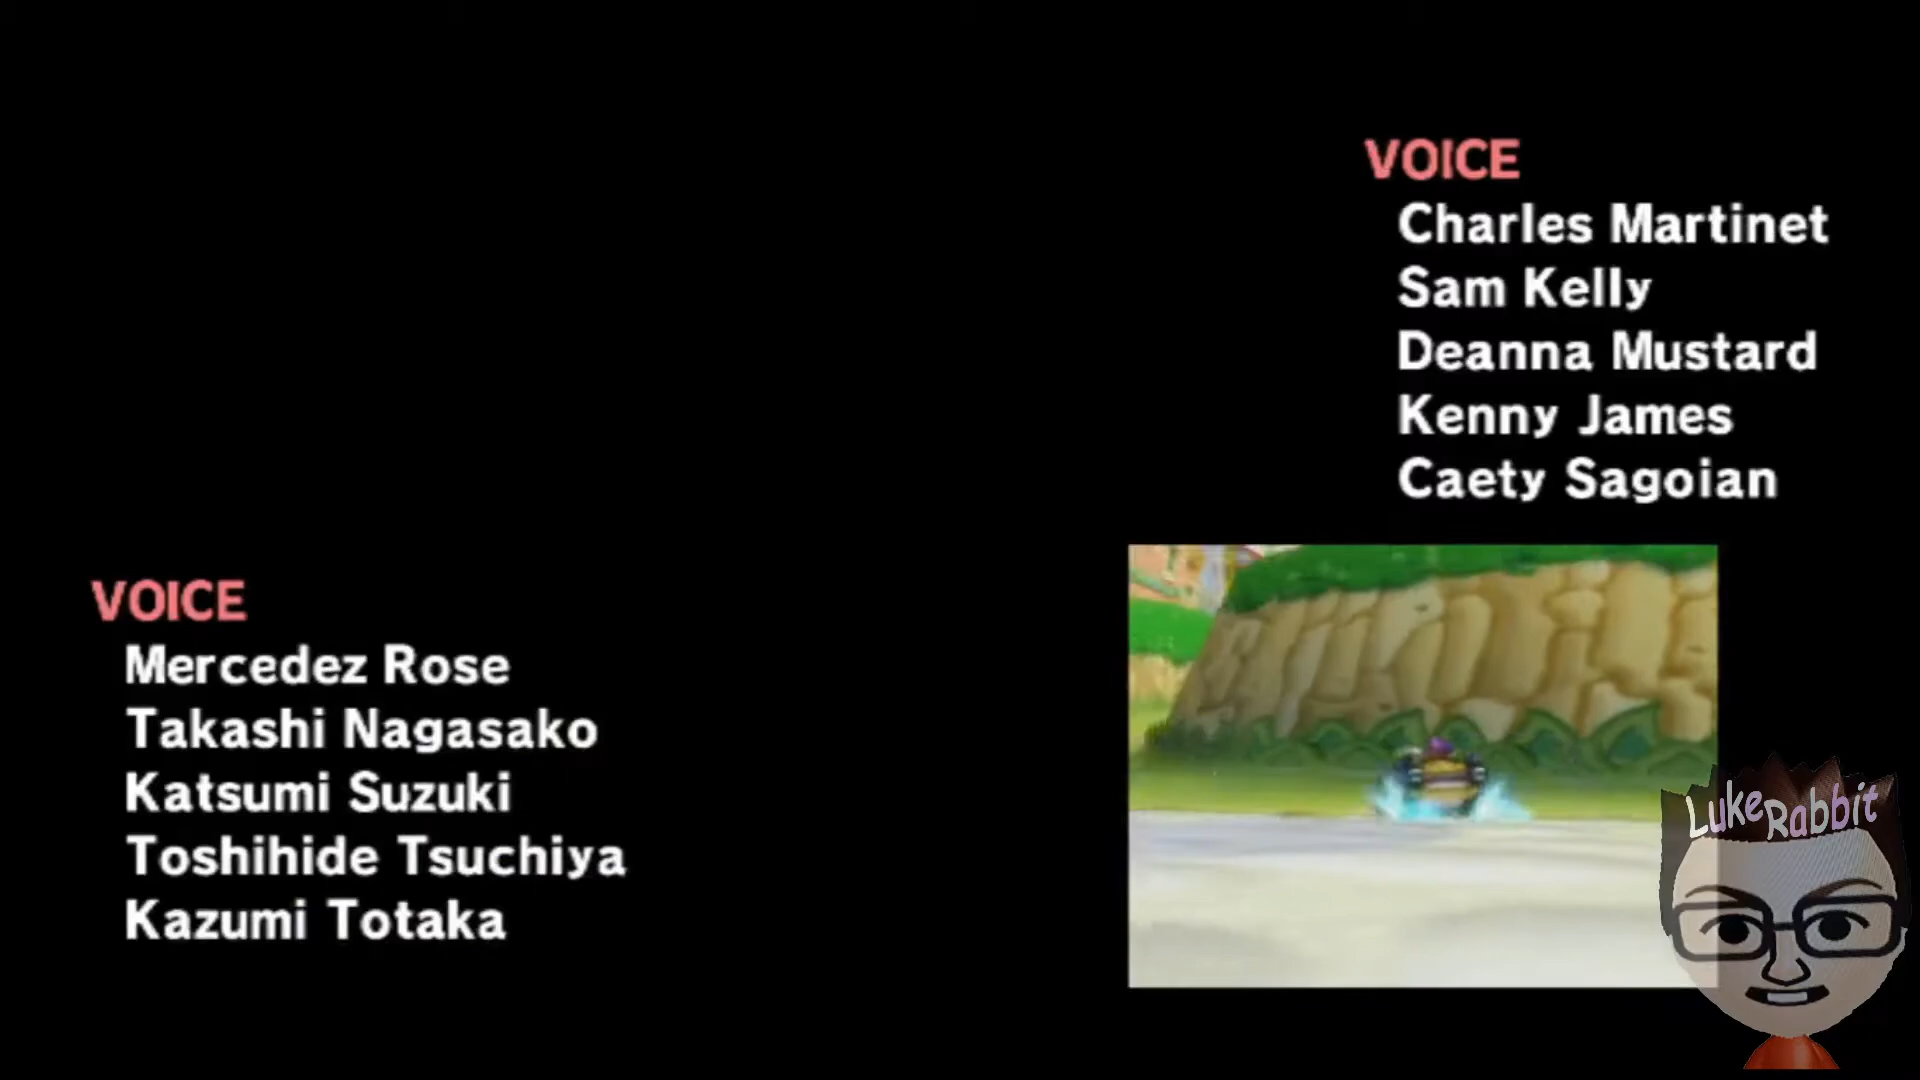 VOICE
Charles Martinet
Sam Kelly
Deanna Mustard
Kenny James
Caety Sagoian
VOICE
Mercedez Rose
Takashi Nagasako
Katsumi Suzuki
Toshihide Tsuchiya
Kazumi Totaka
LukeRabbit